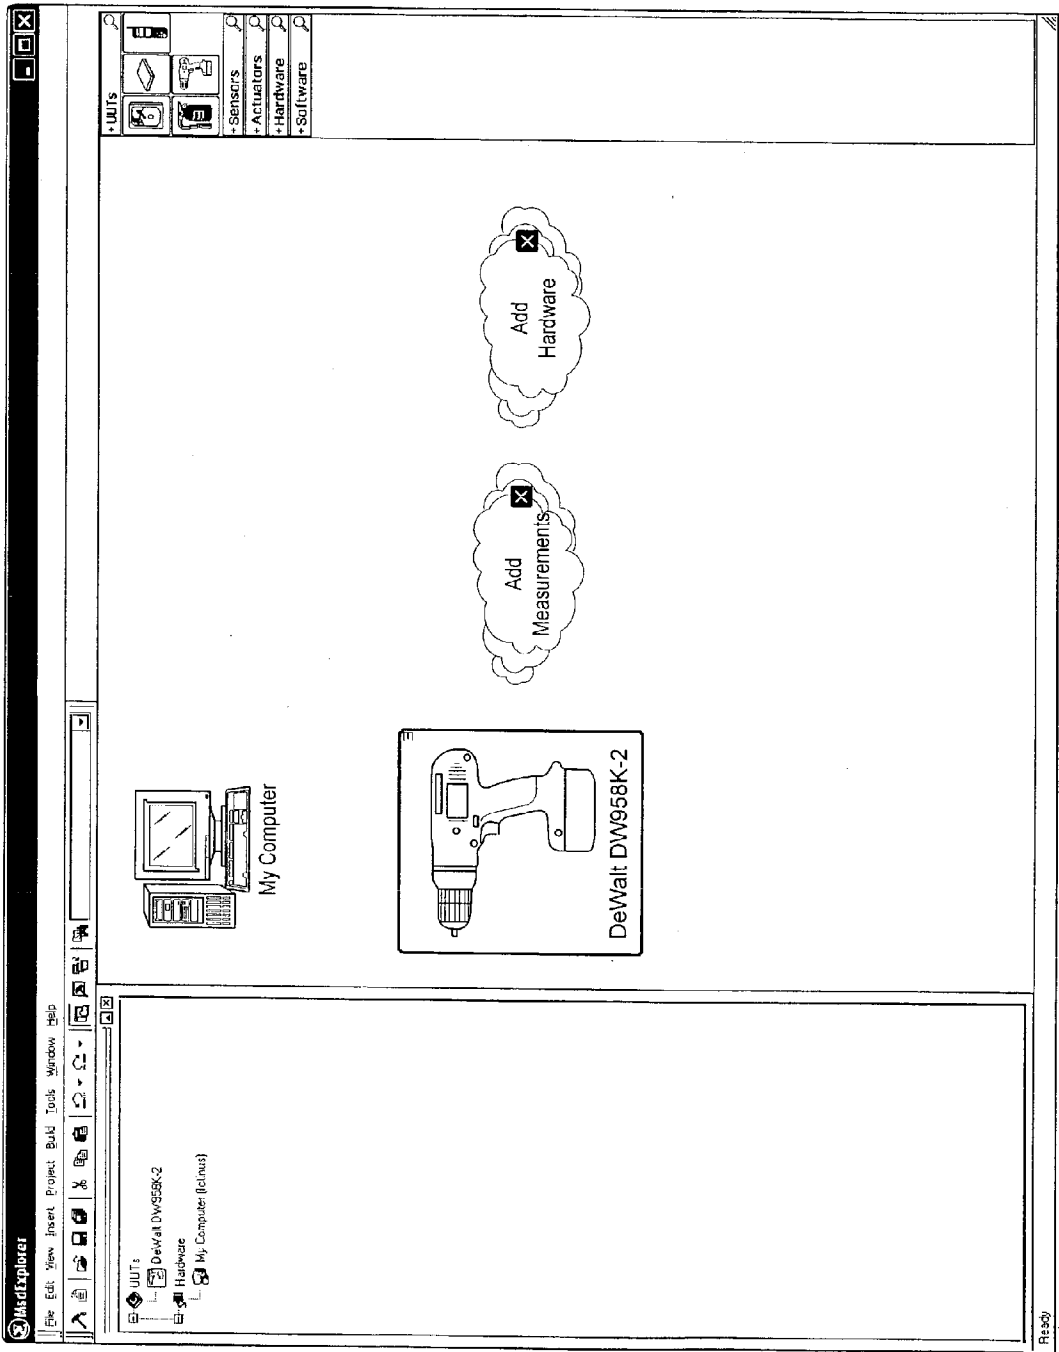 MsdExplorer
File Edit View Insert Project Build Tools Window Help
UUTs
DeWalt DW958K-2
Hardware
My Computer
My Computer
DeWalt DW958K-2
Add
Measurements
Add
Hardware
+UUTs
+Sensors
+Actuators
+Hardware
+Software
Ready